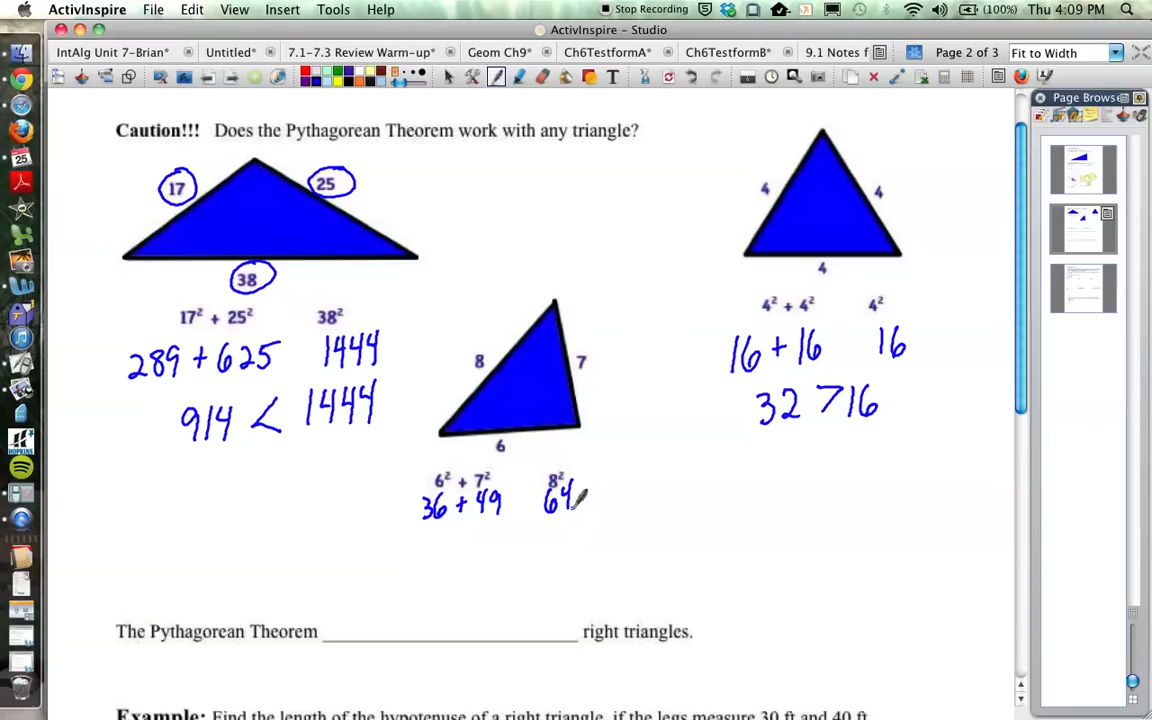 ActivInspire File Edit View Insert Tools Help Stop Recording (100%) Thu 4:09 PM
ActivInspire - Studio
IntAlg Unit 7-Brian* Untitled* 7.1-7.3 Review Warm-up* Geom Ch9* Ch6TestformA* Ch6TestformB* 9.1 Notes f Page 2 of 3 Fit to Width
Page Brows
Caution!!! Does the Pythagorean Theorem work with any triangle?
17
25
38
17² + 25² 38²
289 + 625 1444
914 < 1444
8
7
6
6² + 7² 8²
36 + 49 64
4
4
4
4² + 4² 4²
16 + 16 16
32 > 16
The Pythagorean Theorem ______________________________ right triangles.
Example: Find the length of the hypotenuse of a right triangle, if the legs measure 30 ft and 40 ft.